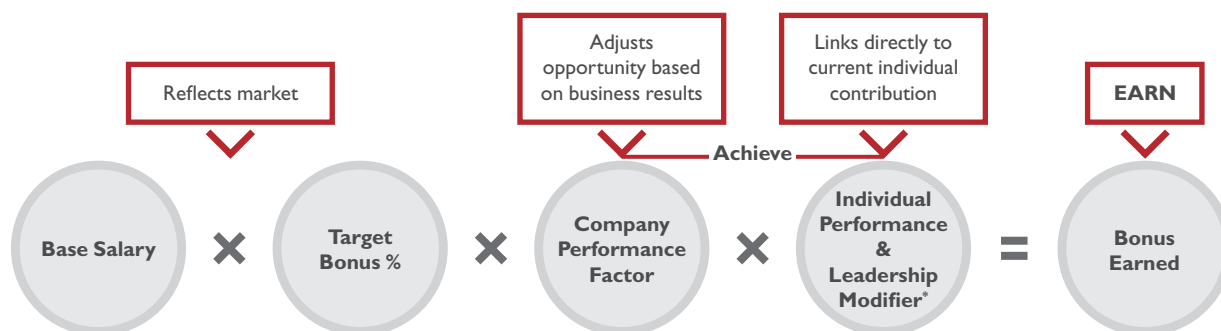 Reflects market
Adjusts
opportunity based
on business results
Links directly to
current individual
contribution
EARN
Achieve
Base Salary
×
Target
Bonus %
×
Company
Performance
Factor
×
Individual
Performance
&
Leadership
Modifier*
=
Bonus
Earned